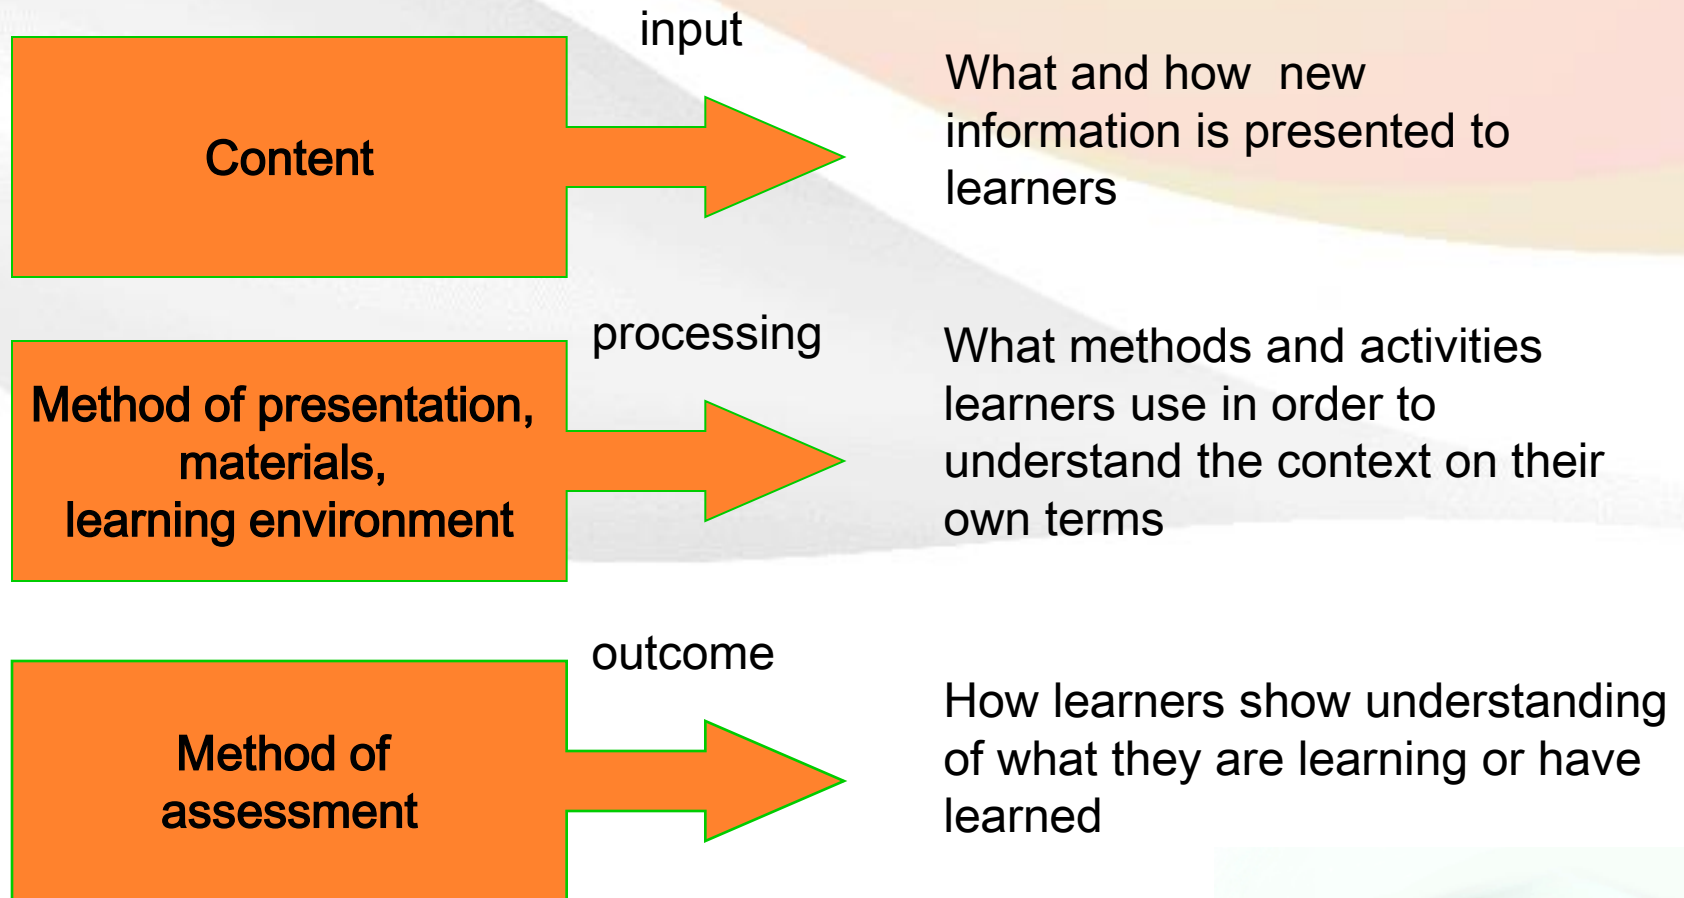 input
Content
What and how new
information is presented to
learners
processing
Method of presentation,
materials,
learning environment
What methods and activities
learners use in order to
understand the context on their
own terms
outcome
Method of
assessment
How learners show understanding
of what they are learning or have
learned